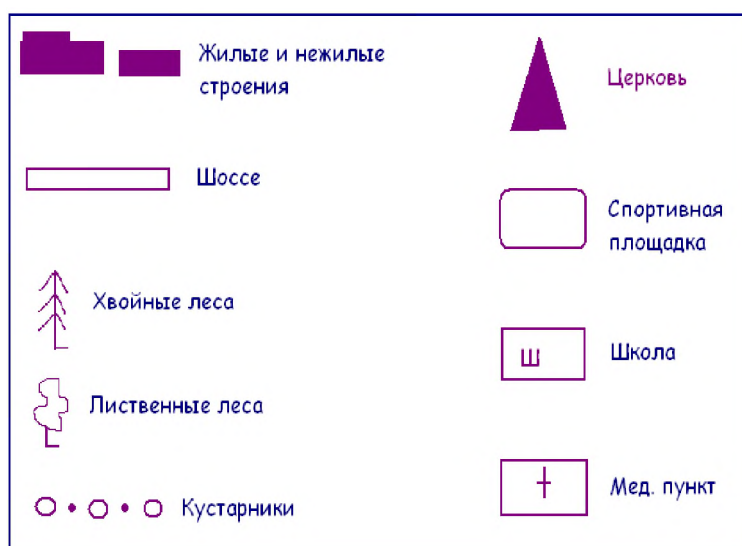 Жилые и нежилые
строения
Шоссе
Хвойные леса
Лиственные леса
Кустарники
Церковь
Спортивная
площадка
Ш
Школа
Мед. пункт